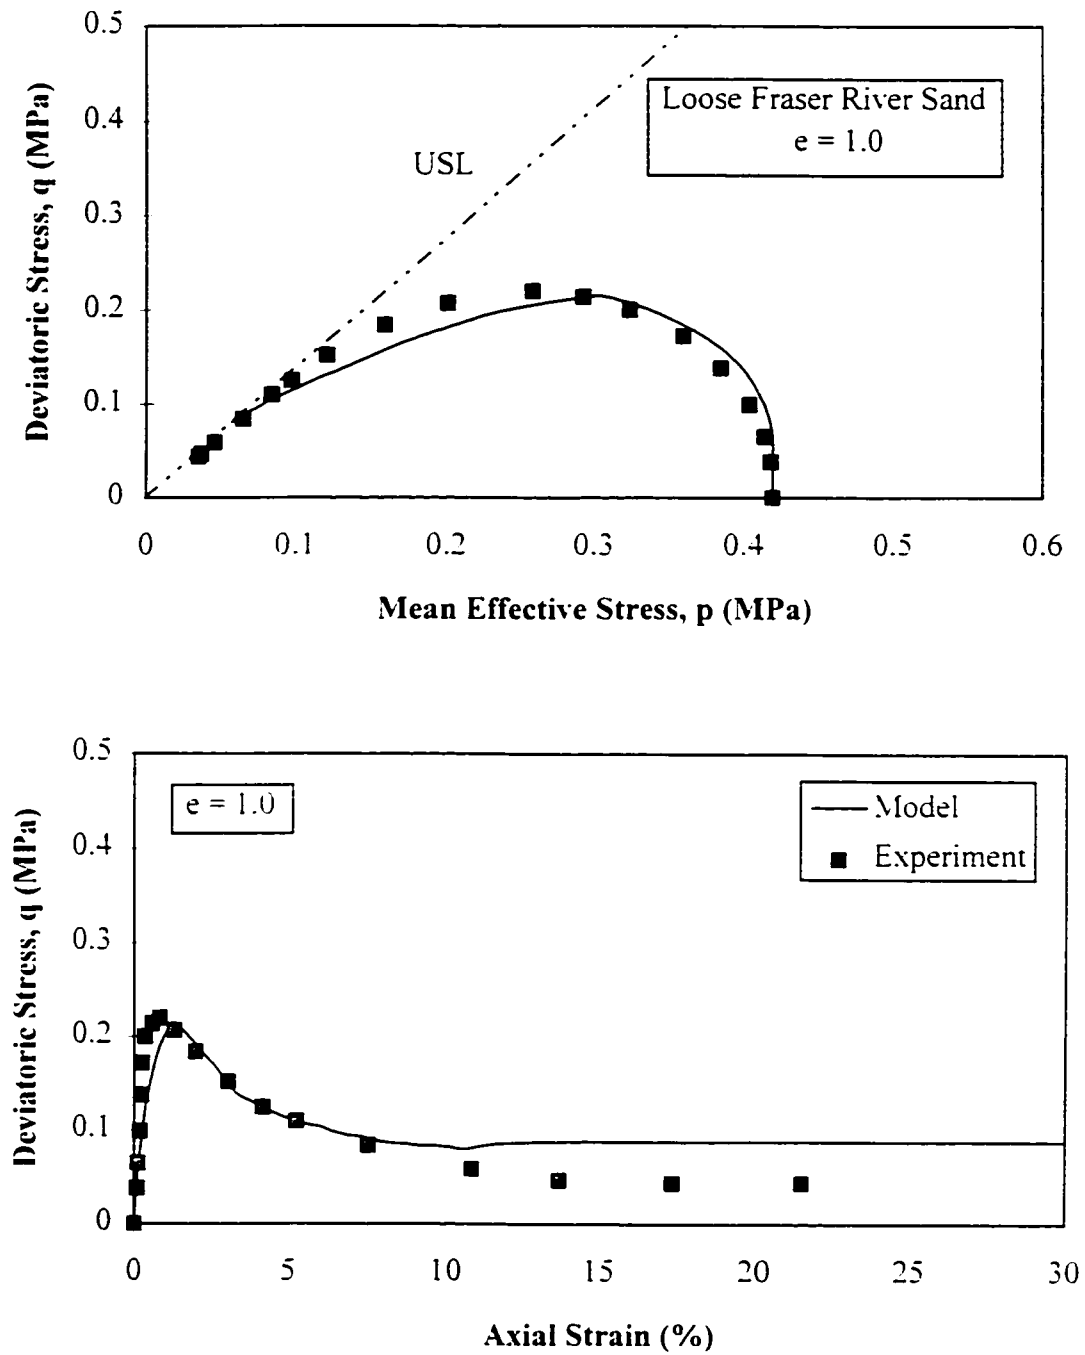 0.5
0.4
0.3
0.2
0.1
0
Deviatoric Stress, q (MPa)
USL
Loose Fraser River Sand
e = 1.0
0 0.1 0.2 0.3 0.4 0.5 0.6
Mean Effective Stress, p (MPa)
0.5
0.4
0.3
0.2
0.1
0
Deviatoric Stress, q (MPa)
e = 1.0
Model
Experiment
0 5 10 15 20 25 30
Axial Strain (%)